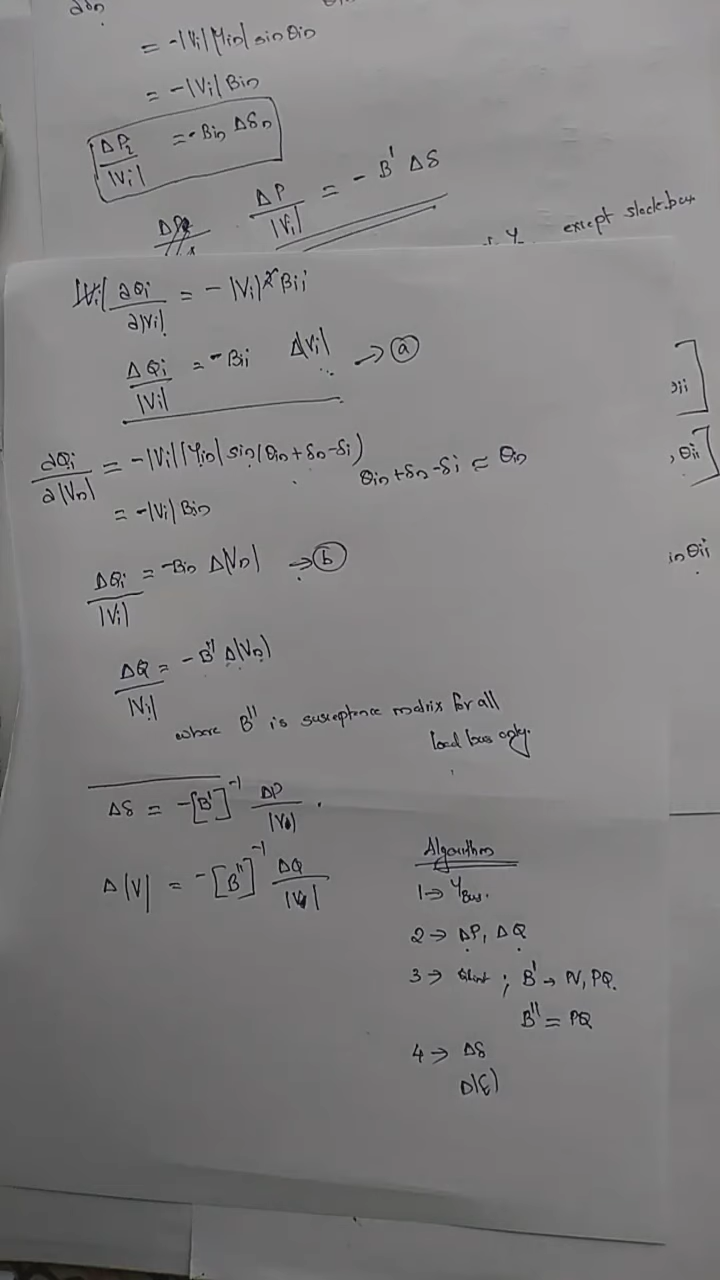 = -|Vi| |Yin| sin θin
= -|Vi| Bin
ΔPi/|Vi| = -Bin Δδn
ΔP/|Vi| = - B' Δδ
except slack bus
|Vi| ∂Qi/∂|Vi| = - |Vi|² Bii
ΔQi/|Vi| = -Bii Δ|Vi| → ⓐ
∂Qi/∂|Vn| = -|Vi| |Yin| sin(θin + δn - δi)
θin + δn - δi ≈ θin
= -|Vi| Bin
ΔQi/|Vi| = -Bin Δ|Vn| → ⓑ
ΔQ/|Vi| = - B'' Δ|Vn|
where B'' is susceptance matrix for all
load bus only.
Δδ = -[B']⁻¹ ΔP/|Vi| .
Δ|V| = -[B'']⁻¹ ΔQ/|Vi|
Algorithm
1→ YBus.
2→ ΔP, ΔQ
3→ ; B' → PV, PQ.
B'' = PQ
4→ Δδ
θii
in θii